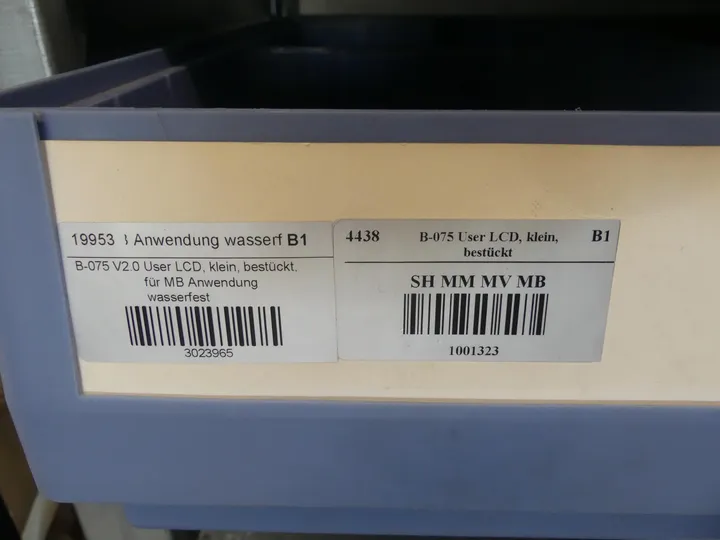 19953 Anwendung wasserf B1
B-075 V2.0 User LCD, klein, bestückt,
für MB Anwendung
wasserfest
3023965
4438 B-075 User LCD, klein, B1
bestückt
SH MM MV MB
1001323